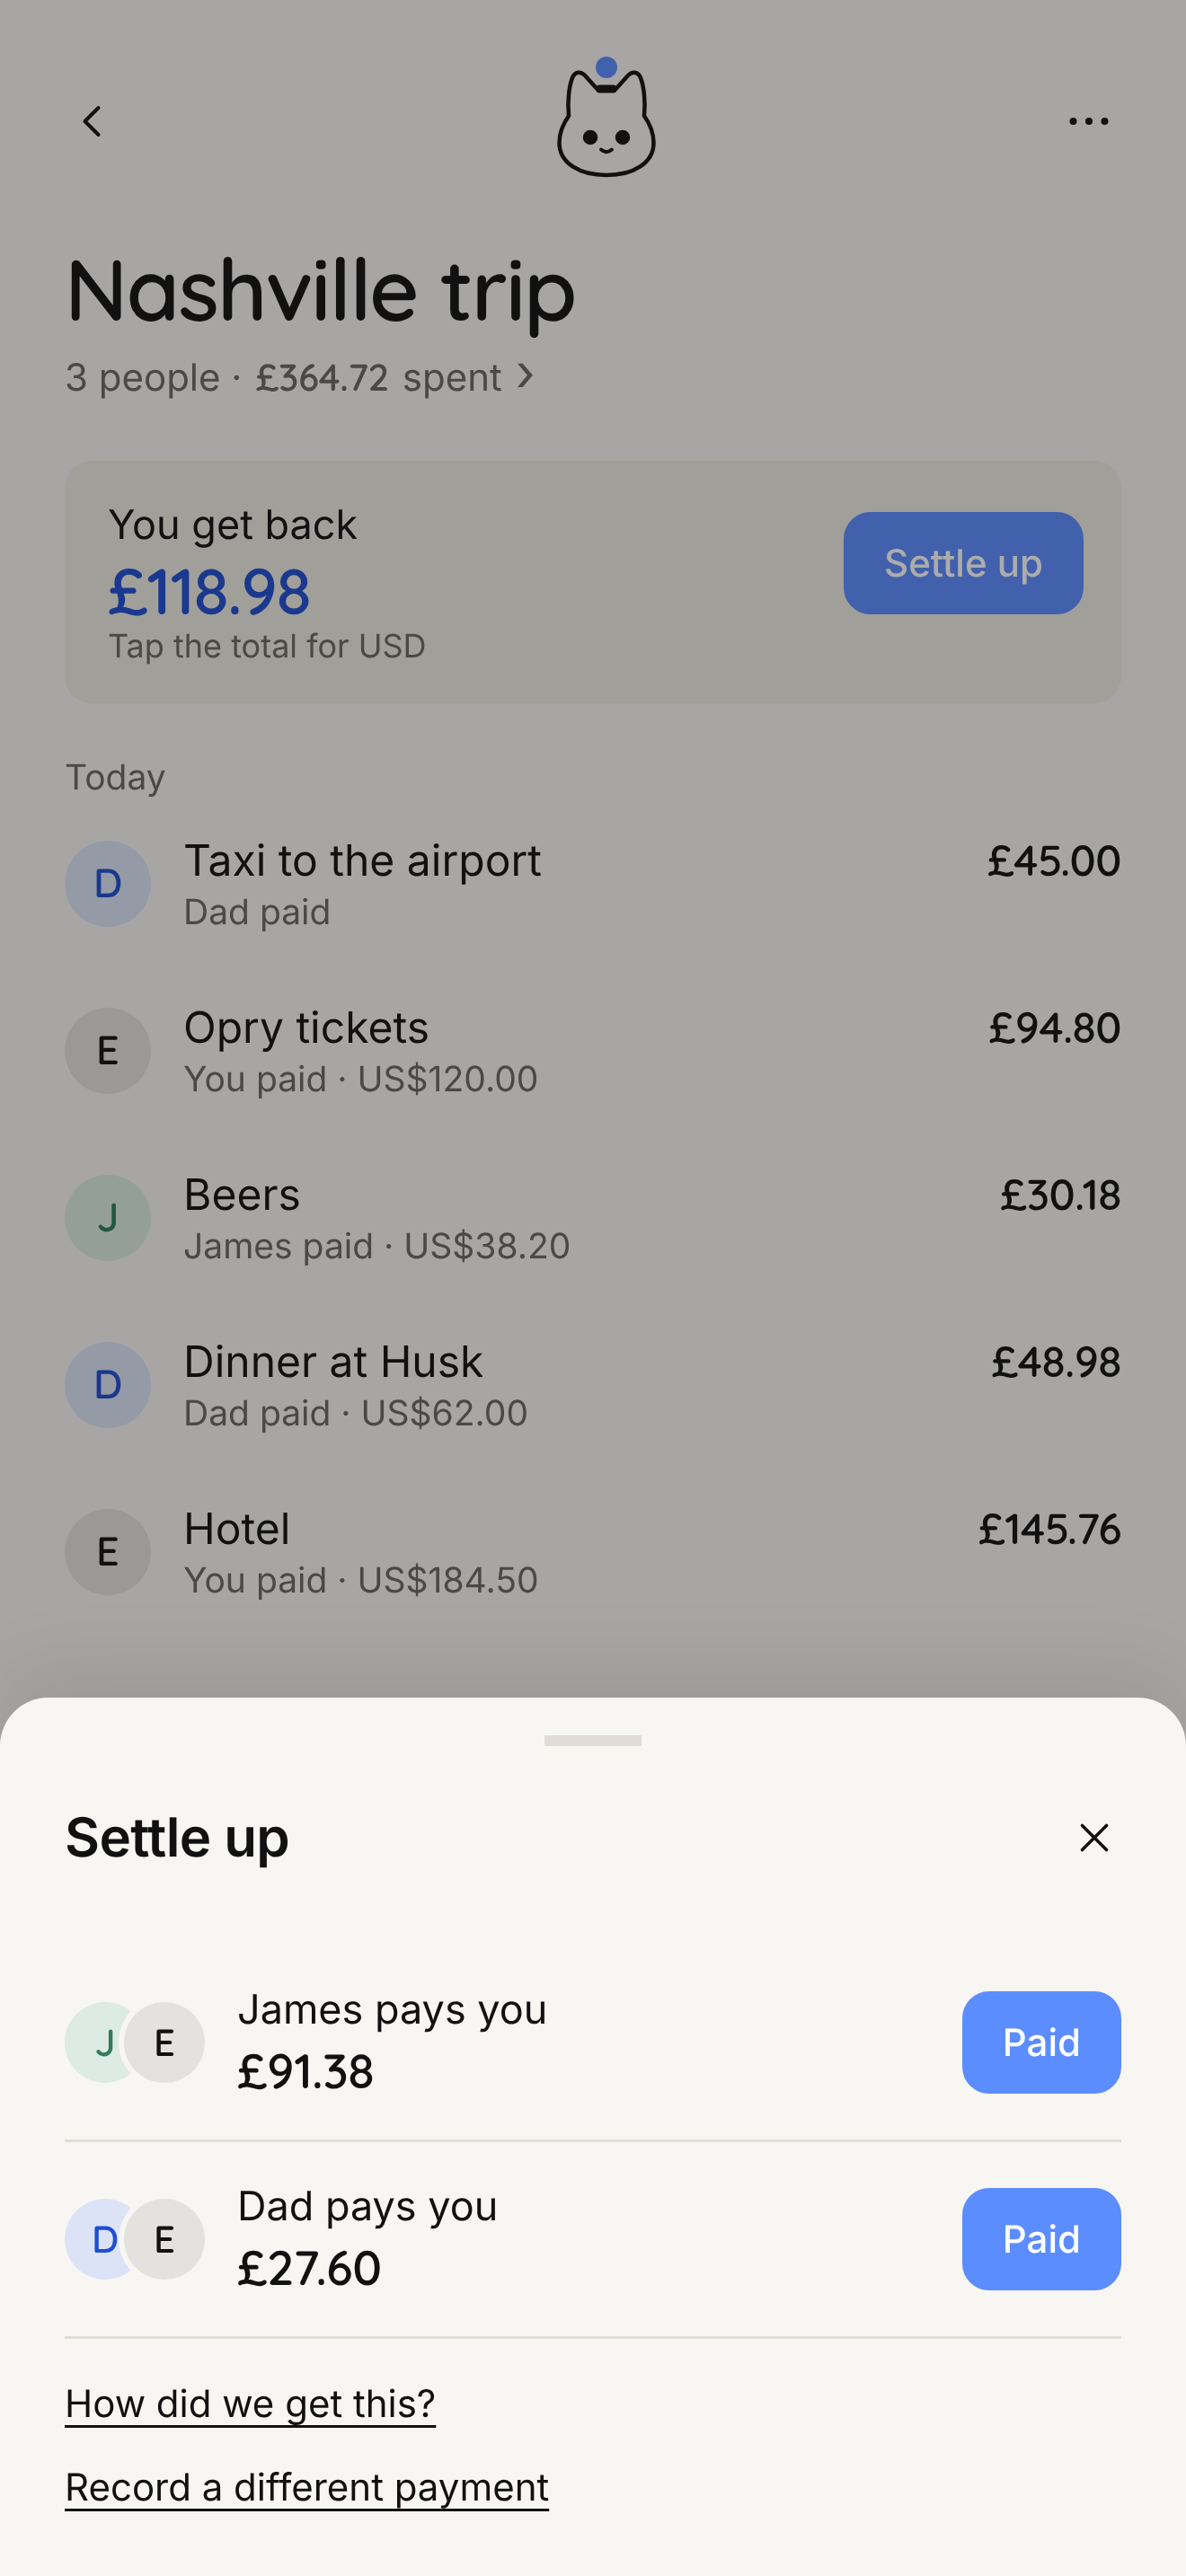 Nashville trip
3 people · £364.72 spent
You get back
£118.98
Tap the total for USD
Settle up
Today
D
Taxi to the airport
£45.00
Dad paid
E
Opry tickets
£94.80
You paid · US$120.00
J
Beers
£30.18
James paid · US$38.20
D
Dinner at Husk
£48.98
Dad paid · US$62.00
E
Hotel
£145.76
You paid · US$184.50
Settle up
J E
James pays you
£91.38
Paid
D E
Dad pays you
£27.60
Paid
How did we get this?
Record a different payment